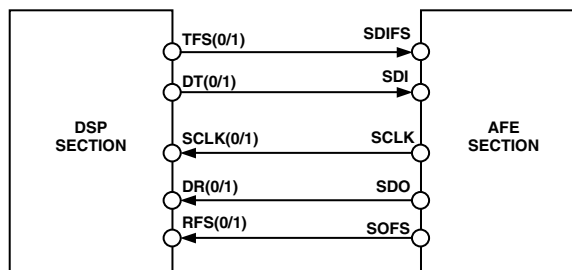 TFS(0/1) SDIFS
DT(0/1) SDI
DSP
SECTION
AFE
SECTION
SCLK(0/1) SCLK
DR(0/1) SDO
RFS(0/1) SOFS